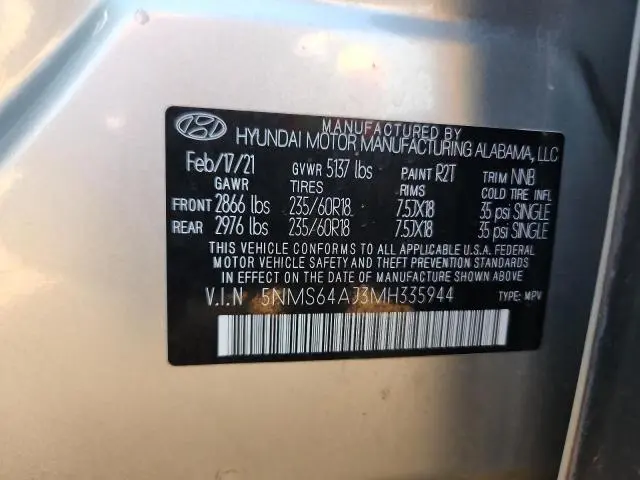 MANUFACTURED BY
HYUNDAI MOTOR MANUFACTURING ALABAMA, LLC
Feb/17/21 GVWR 5137 lbs PAINT R2T TRIM NNB
GAWR TIRES RIMS COLD TIRE INFL
FRONT 2866 lbs 235/60R18 7.5JX18 35 psi SINGLE
REAR 2976 lbs 235/60R18 7.5JX18 35 psi SINGLE
THIS VEHICLE CONFORMS TO ALL APPLICABLE U.S.A. FEDERAL
MOTOR VEHICLE SAFETY AND THEFT PREVENTION STANDARDS
IN EFFECT ON THE DATE OF MANUFACTURE SHOWN ABOVE.
V.I.N 5NMS64AJ3MH335944 TYPE: MPV